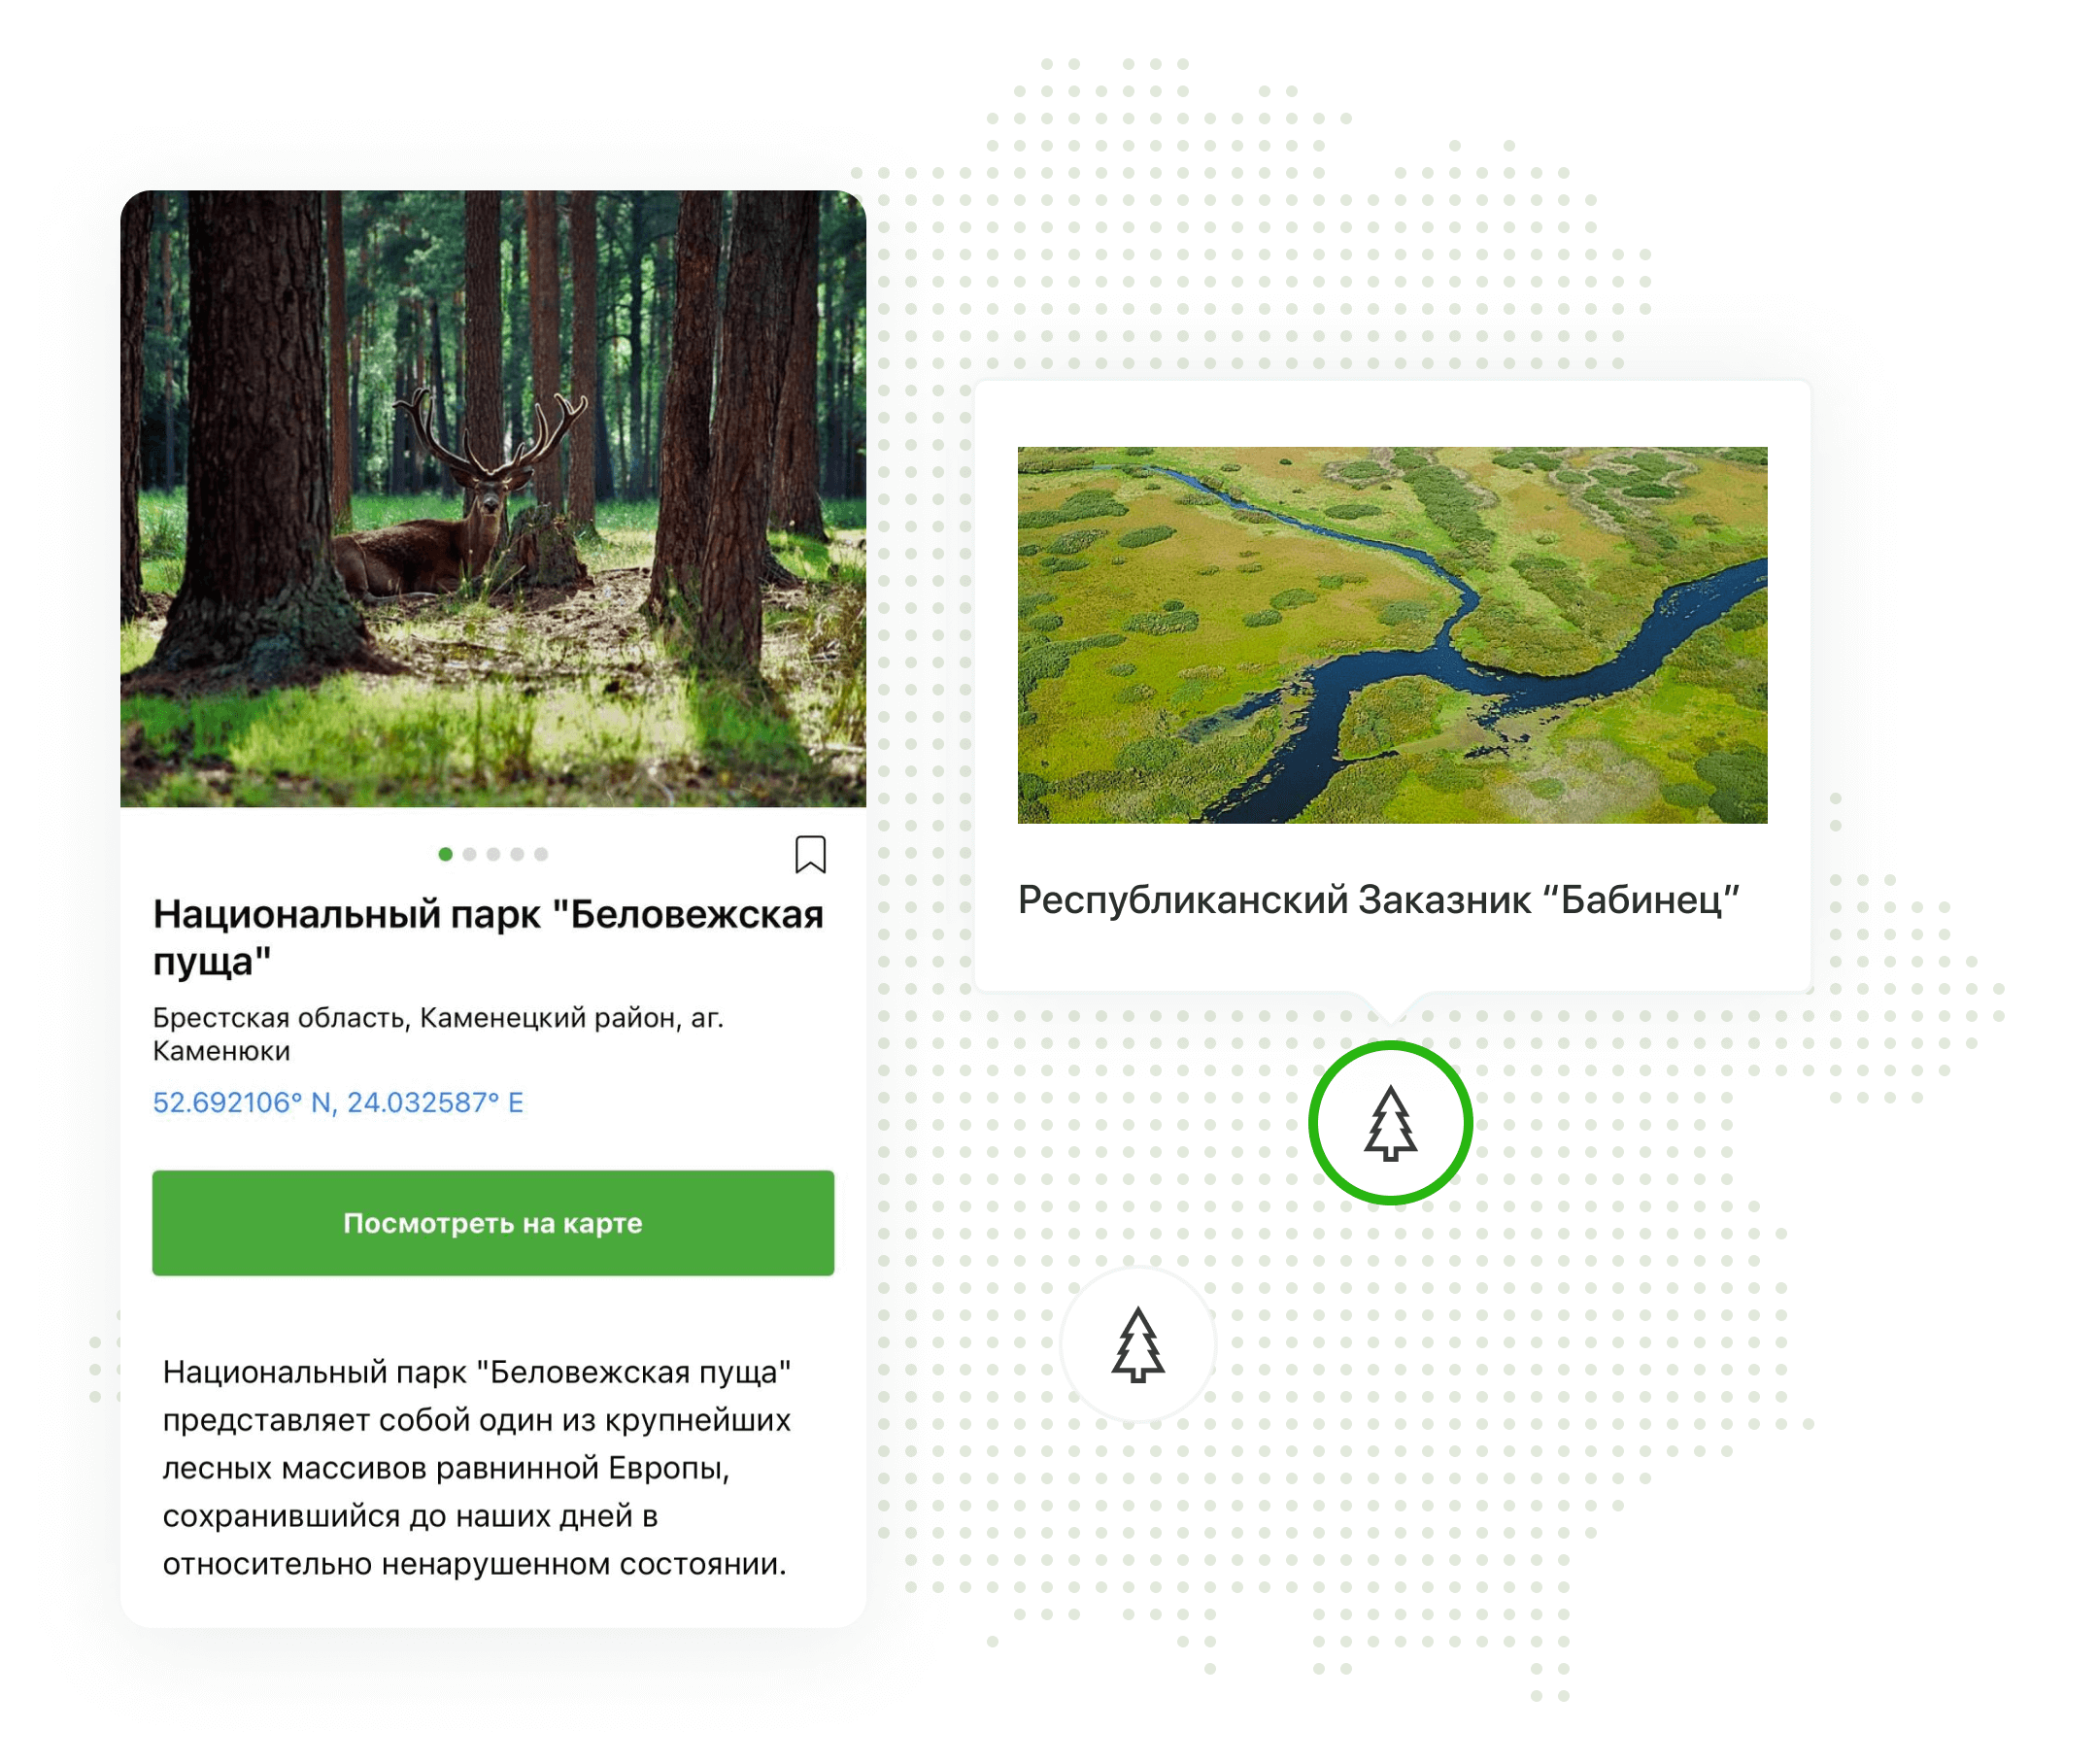 Национальный парк "Беловежская
пуща"
Брестская область, Каменецкий район, аг.
Каменюки
52.692106° N, 24.032587° E
Посмотреть на карте
Национальный парк "Беловежская пуща"
представляет собой один из крупнейших
лесных массивов равнинной Европы,
сохранившийся до наших дней в
относительно ненарушенном состоянии.
Республиканский Заказник “Бабинец”